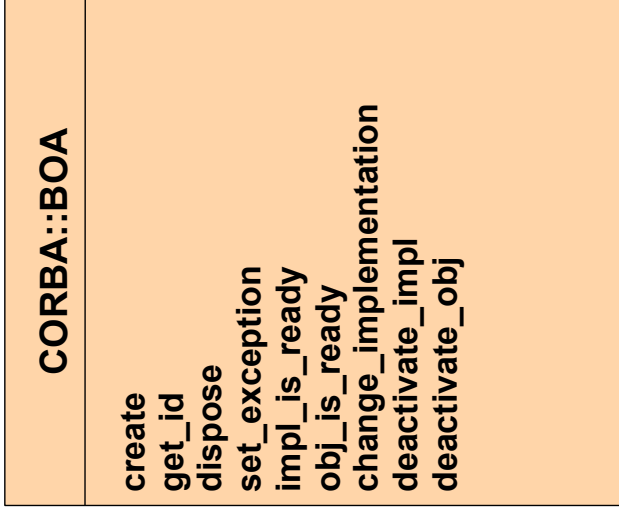 CORBA::BOA
create
get_id
dispose
set_exception
impl_is_ready
obj_is_ready
change_implementation
deactivate_impl
deactivate_obj